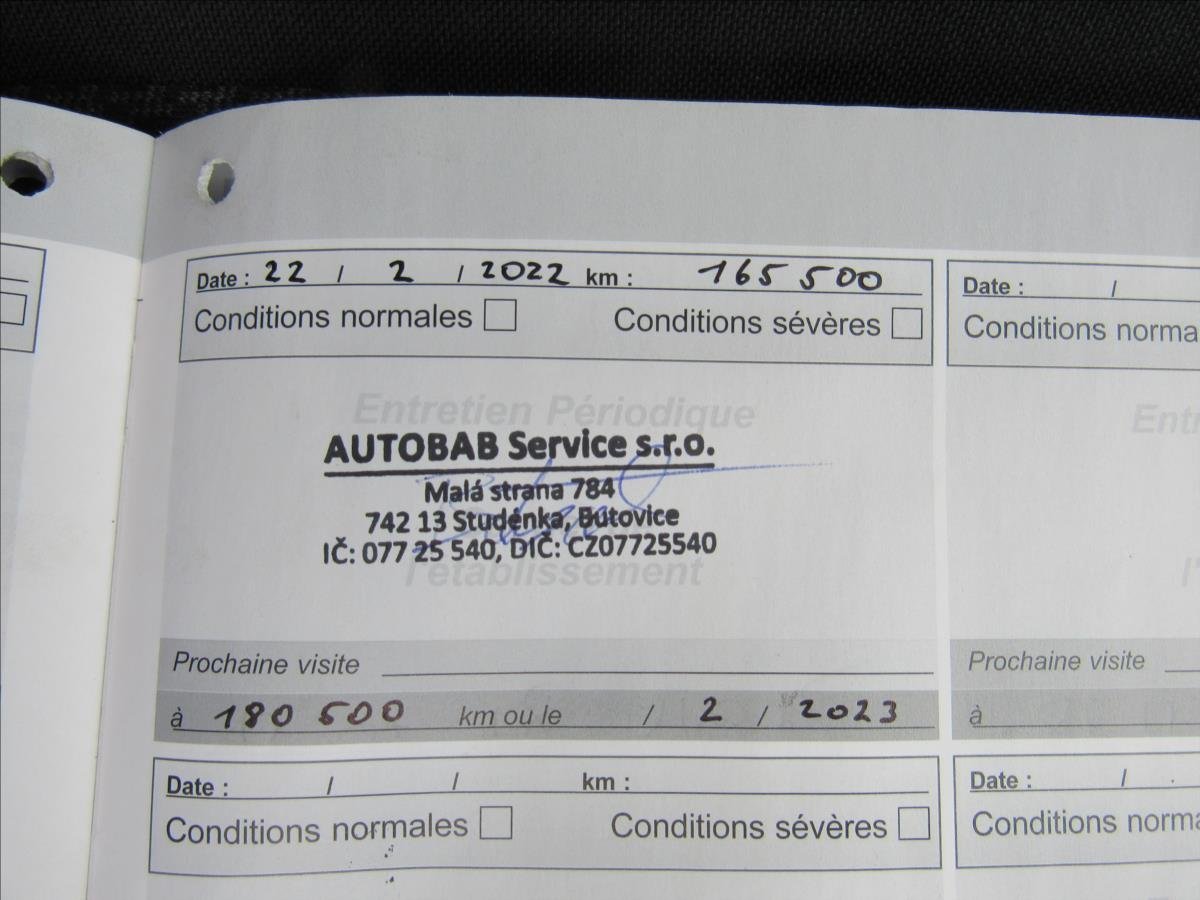 Date : 22 / 2 / 2022 km : 165 500
Conditions normales Conditions sévères
Entretien Périodique
AUTOBAB Service s.r.o.
Malá strana 784
742 13 Studénka, Butovice
IČ: 077 25 540, DIČ: CZ07725540
l'établissement
Prochaine visite
à 180 500 km ou le / 2 / 2023
Date : / / km :
Conditions normales Conditions sévères
Date : /
Conditions norma
Entr
l'
Prochaine visite
à
Date : /
Conditions norma